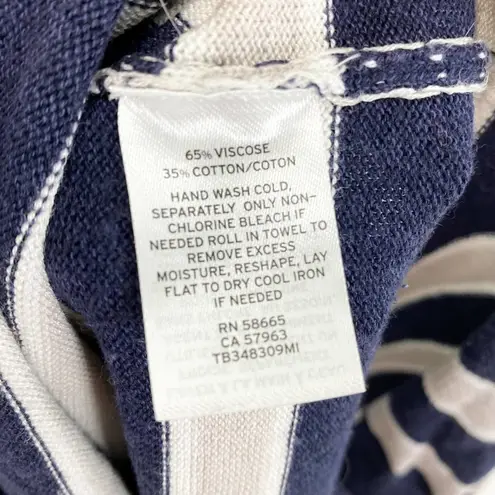 65% VISCOSE
35% COTTON/COTON
HAND WASH COLD,
SEPARATELY ONLY NON-
CHLORINE BLEACH IF
NEEDED ROLL IN TOWEL TO
REMOVE EXCESS
MOISTURE, RESHAPE, LAY
FLAT TO DRY COOL IRON
IF NEEDED
RN 58665
CA 57963
TB348309MI